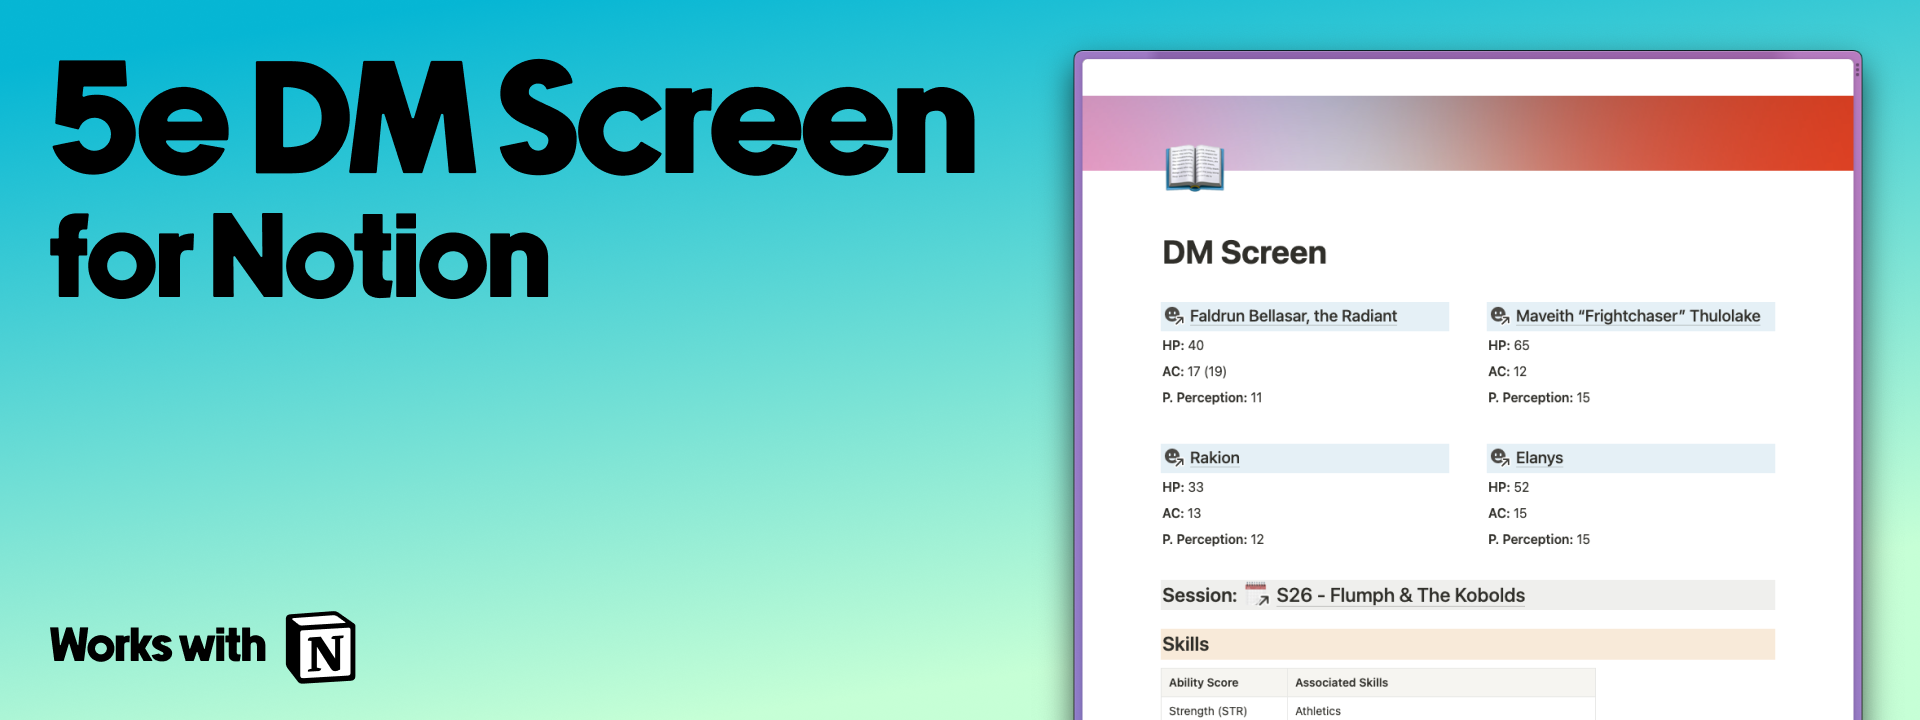 5e DM Screen
for Notion
Works with
N
DM Screen
Faldrun Bellasar, the Radiant
HP: 40
AC: 17 (19)
P. Perception: 11
Maveith “Frightchaser” Thulolake
HP: 65
AC: 12
P. Perception: 15
Rakion
HP: 33
AC: 13
P. Perception: 12
Elanys
HP: 52
AC: 15
P. Perception: 15
Session: S26 - Flumph & The Kobolds
Skills
Ability Score Associated Skills
Strength (STR) Athletics